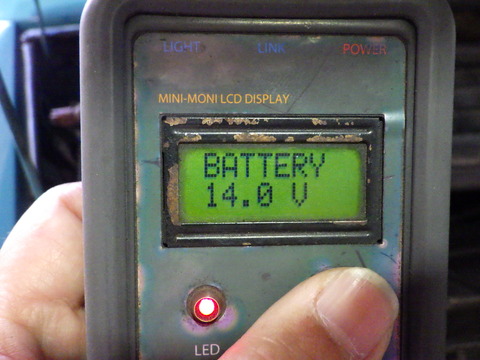 LIGHT LINK POWER
MINI-MONI LCD DISPLAY
BATTERY
14.0 V
LED